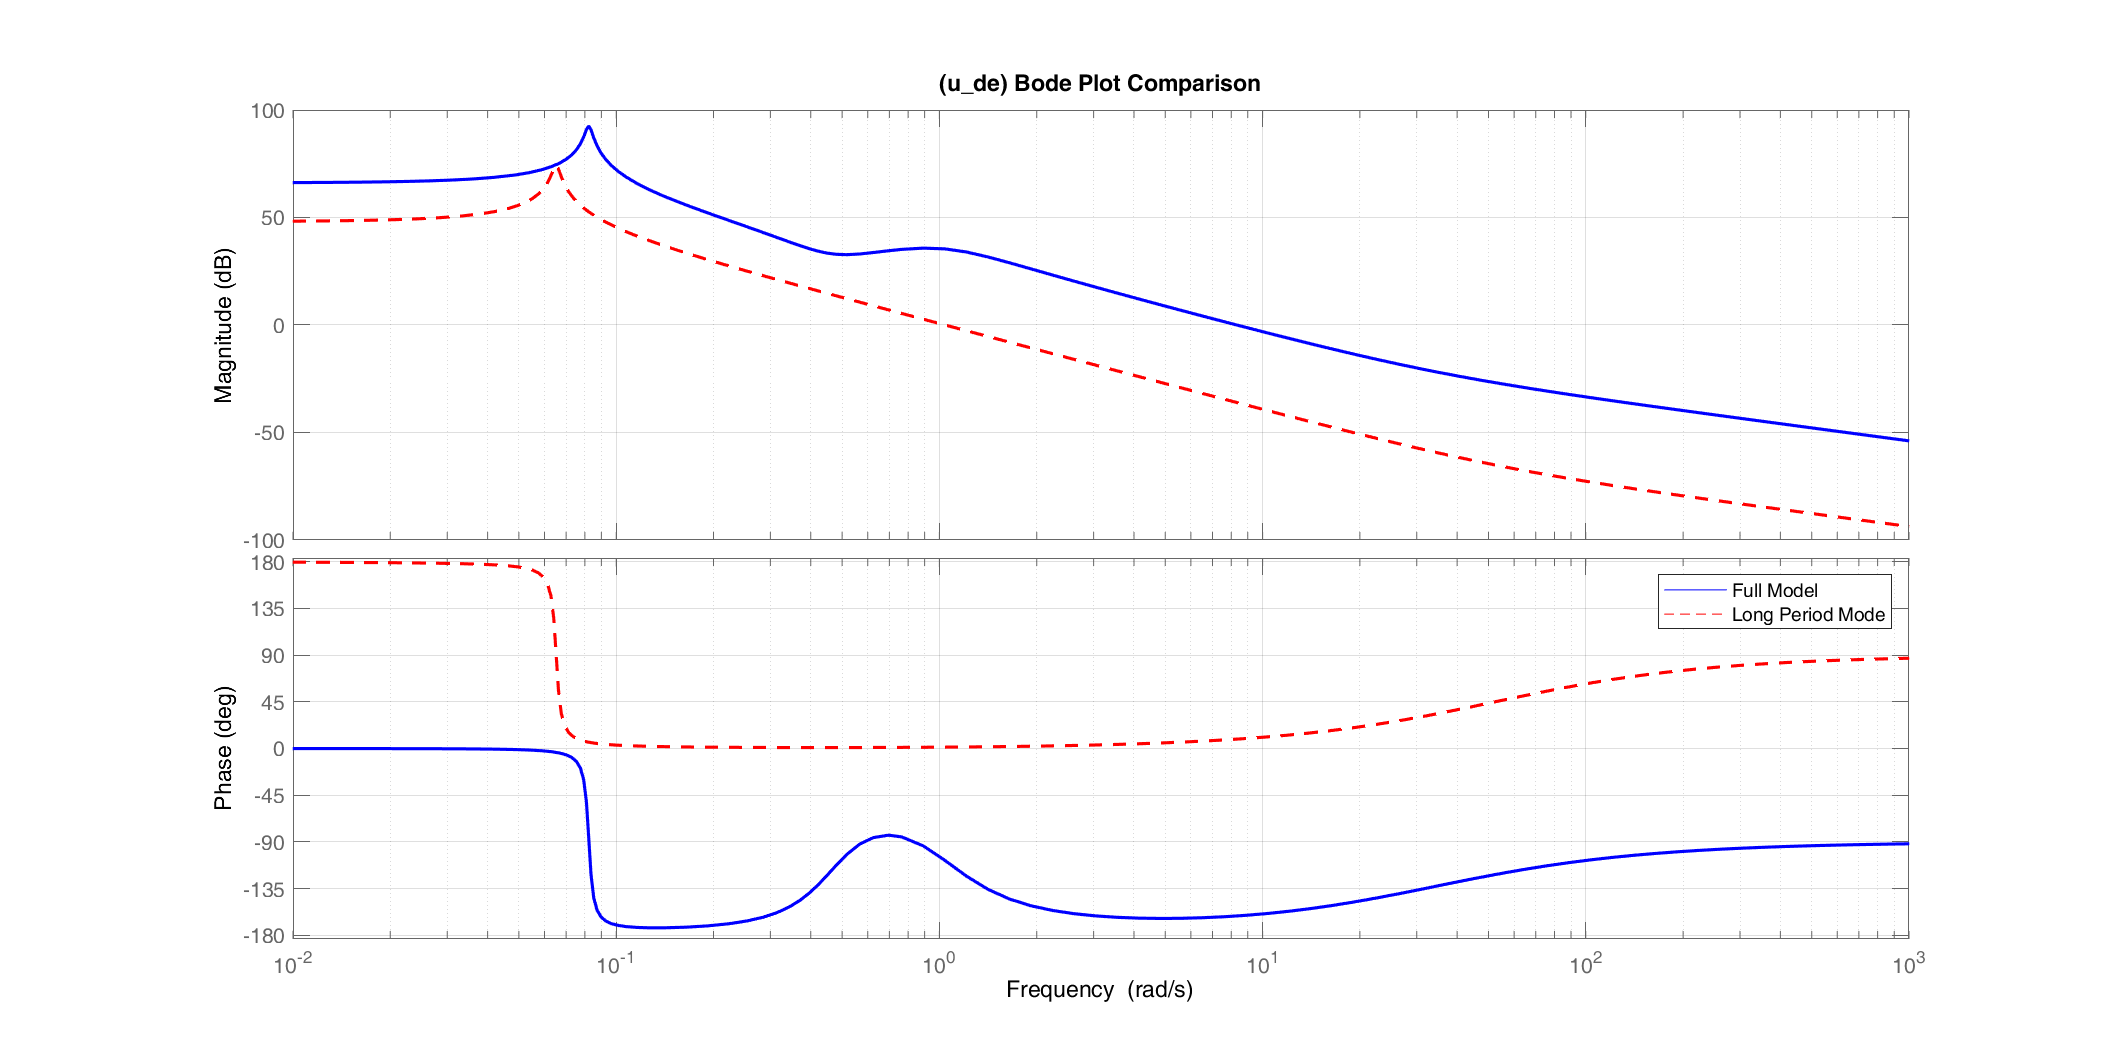 (u_de) Bode Plot Comparison
Magnitude (dB)
100
50
0
-50
-100
Phase (deg)
180
135
90
45
0
-45
-90
-135
-180
Full Model
Long Period Mode
10⁻² 10⁻¹ 10⁰ 10¹ 10² 10³
Frequency (rad/s)